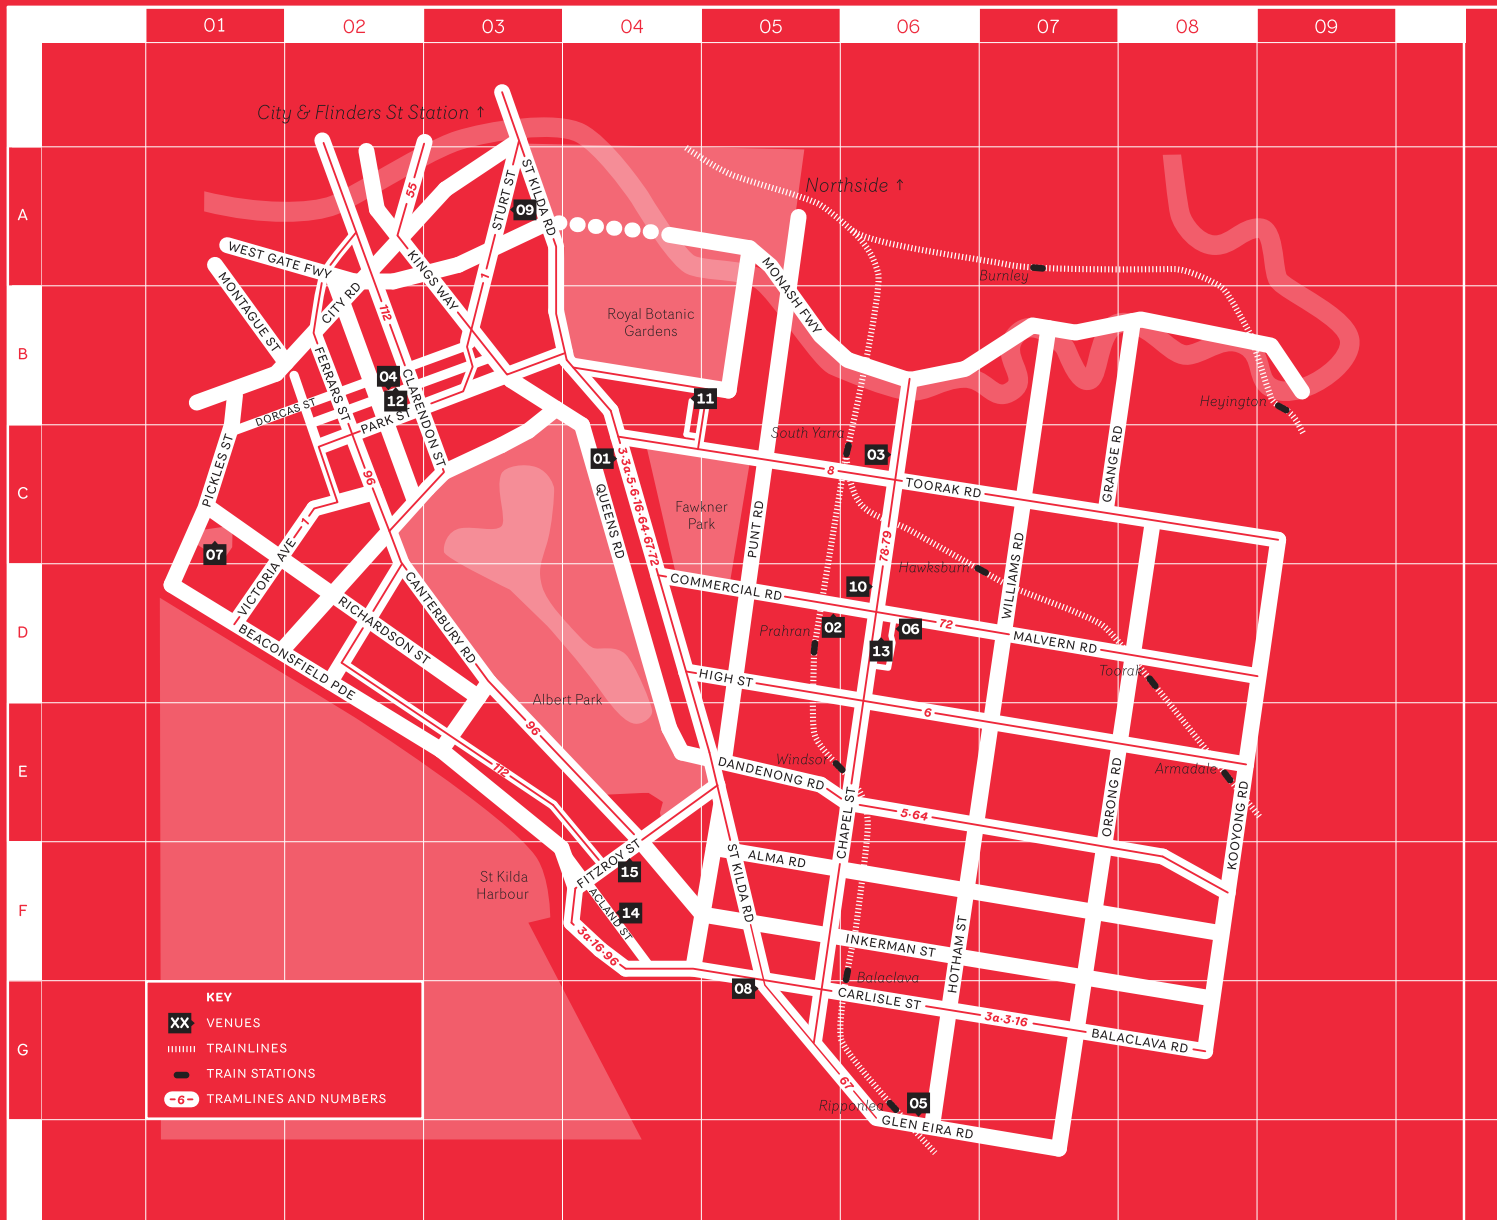 01
02
03
04
05
06
07
08
09
City & Flinders St Station ↑
A
Northside ↑
55
STURT ST
ST KILDA RD
09
WEST GATE FWY
MONTAGUE ST
CITY RD
KINGS WAY
1
112
MONASH FWY
Burnley
B
Royal Botanic
Gardens
FERRARS ST
CLARENDON ST
04
12
DORCAS ST
PARK ST
11
Heyington
South Yarra
03
C
PICKLES ST
96
01
3·3a·5·6·16·64·67·72
QUEENS RD
8
TOORAK RD
GRANGE RD
Fawkner
Park
PUNT RD
07
1
VICTORIA AVE
78·79
Hawksburn
WILLIAMS RD
D
COMMERCIAL RD
10
CANTERBURY RD
RICHARDSON ST
BEACONSFIELD PDE
Prahran
02
06
13
72
MALVERN RD
Toorak
HIGH ST
Albert Park
96
6
E
112
DANDENONG RD
Windsor
CHAPEL ST
5·64
ORRONG RD
Armadale
KOOYONG RD
FITZROY ST
15
ST KILDA RD
ALMA RD
F
St Kilda
Harbour
ACLAND ST
14
3a·16·96
INKERMAN ST
HOTHAM ST
Balaclava
08
CARLISLE ST
3a·3·16
BALACLAVA RD
G
KEY
XX VENUES
TRAINLINES
TRAIN STATIONS
-6- TRAMLINES AND NUMBERS
67
Ripponlea
05
GLEN EIRA RD